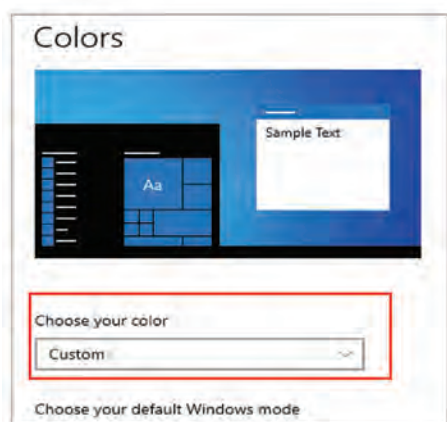 Colors
Sample Text
Aa
Choose your color
Custom
Choose your default Windows mode